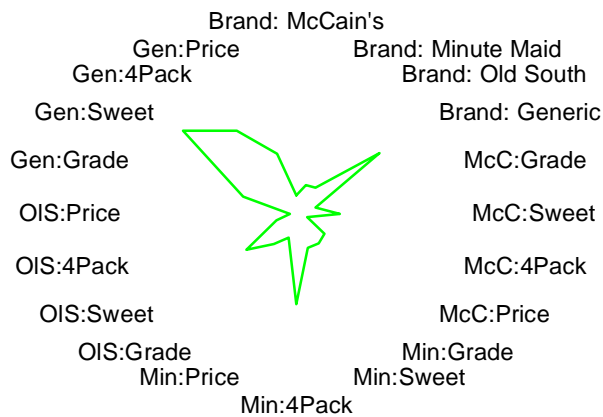 Brand: McCain's
Gen:Price Brand: Minute Maid
Gen:4Pack Brand: Old South
Gen:Sweet Brand: Generic
Gen:Grade McC:Grade
OlS:Price McC:Sweet
OlS:4Pack McC:4Pack
OlS:Sweet McC:Price
OlS:Grade Min:Grade
Min:Price Min:Sweet
Min:4Pack